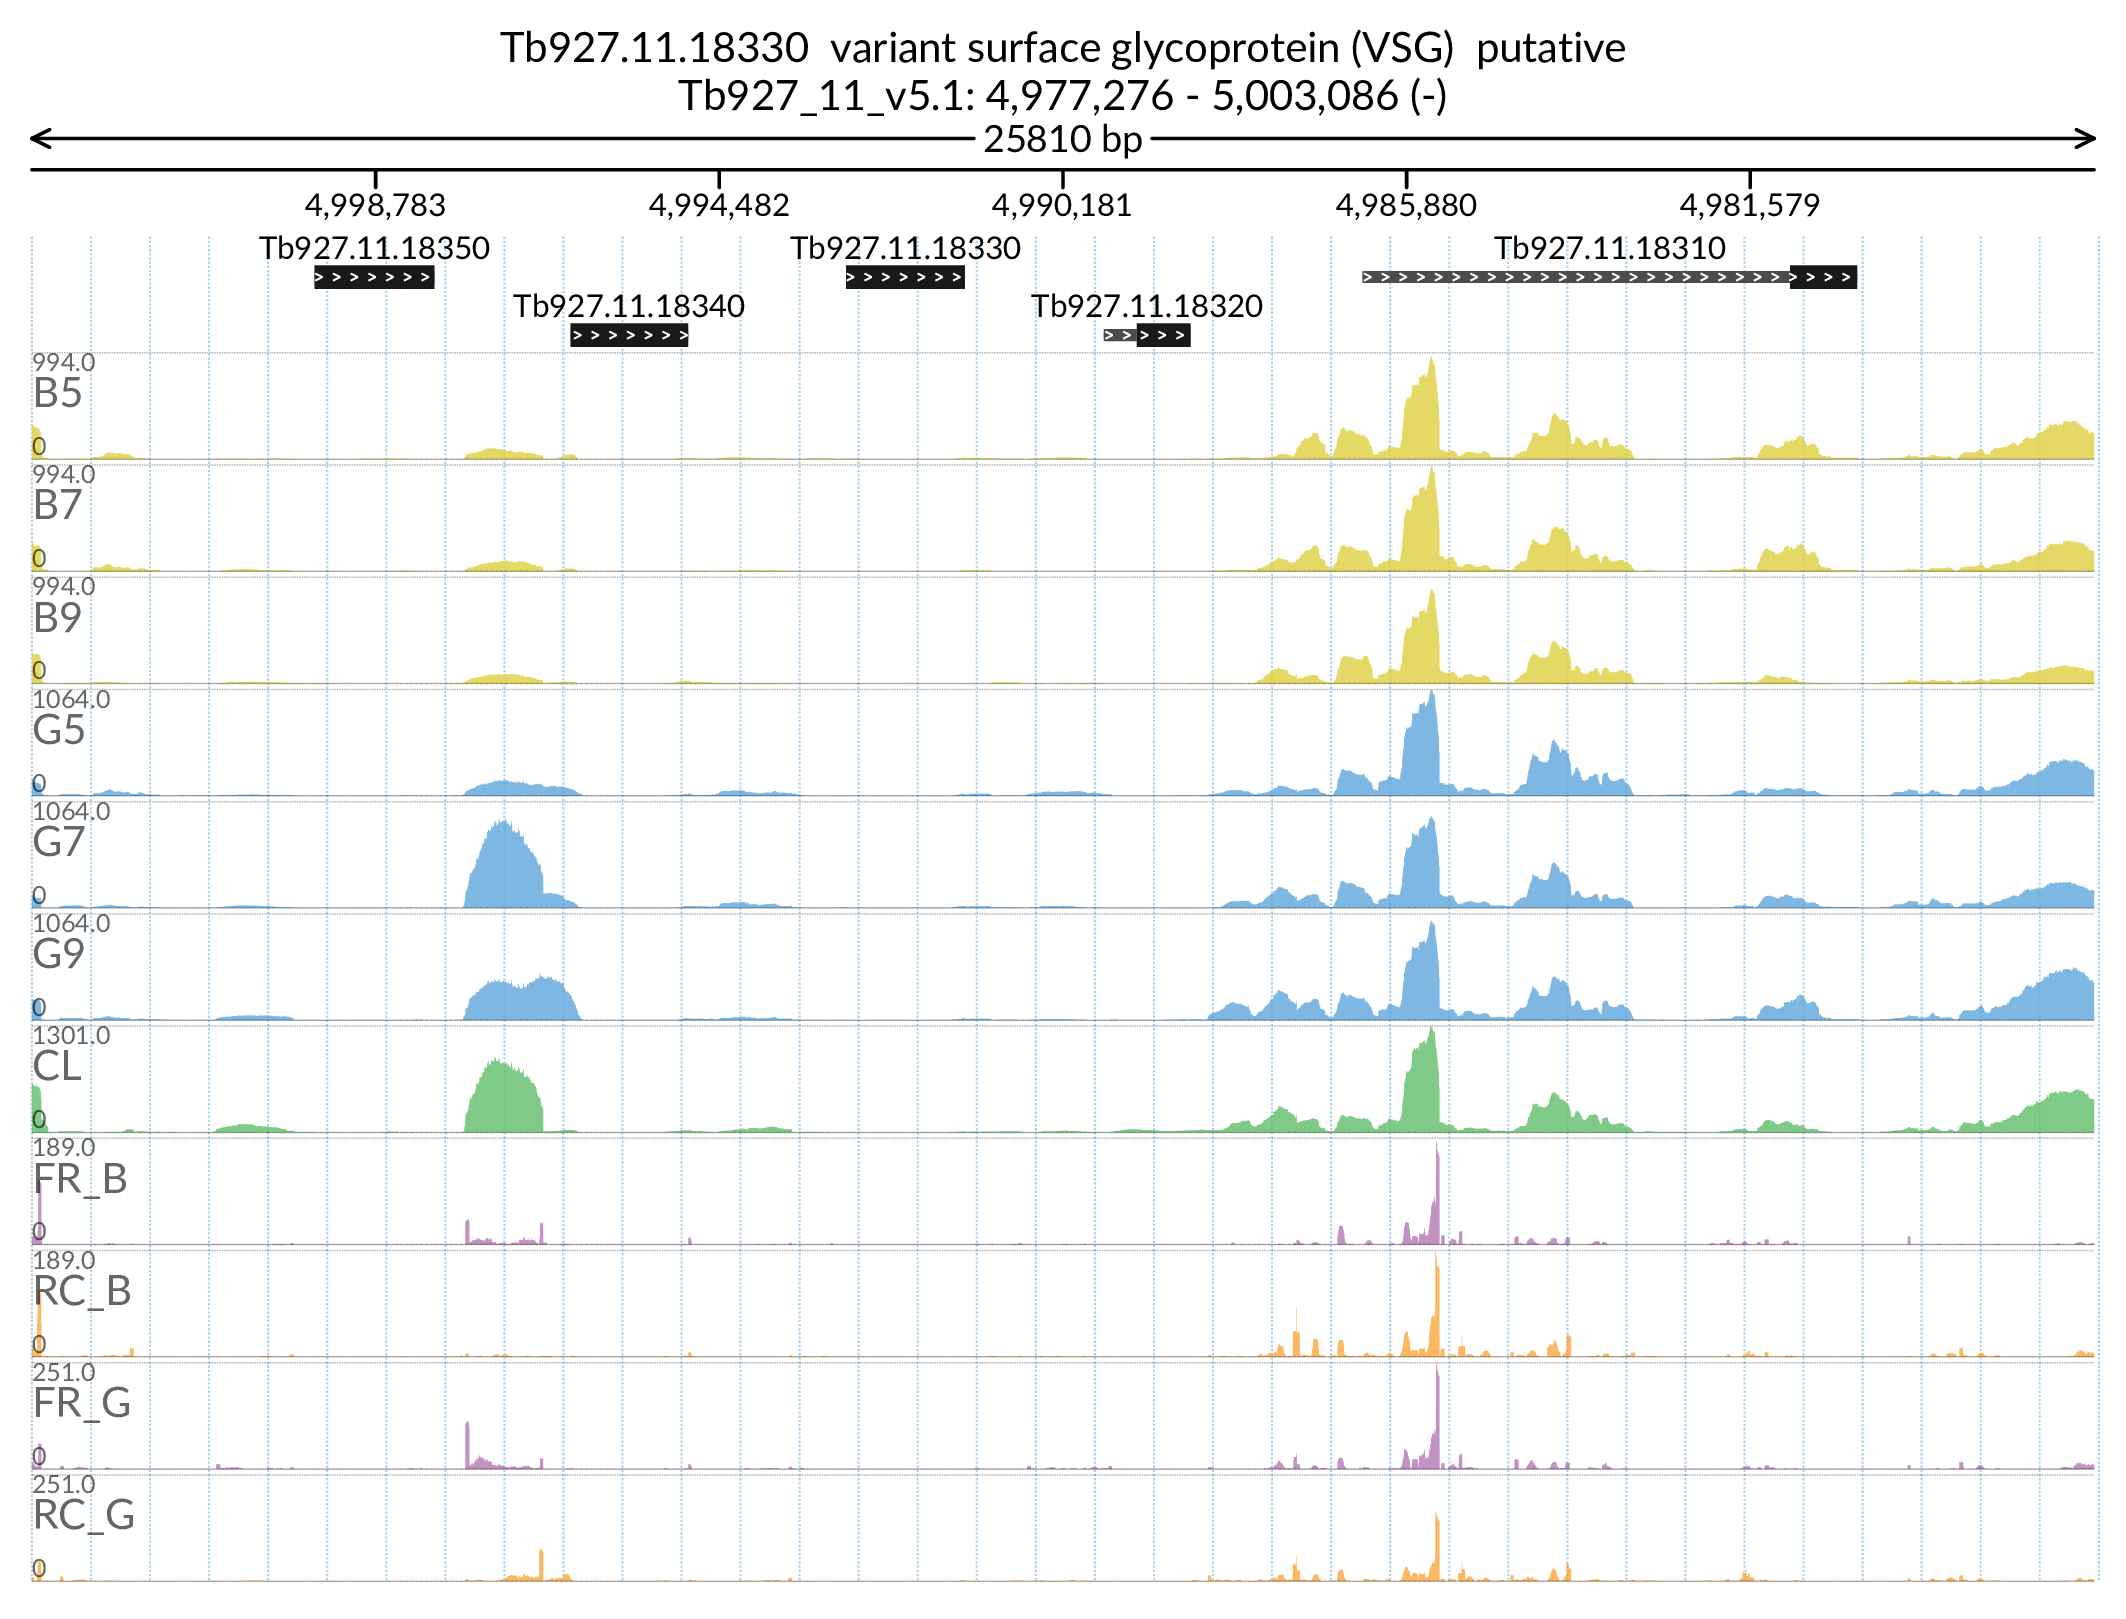 Tb927.11.18330  variant surface glycoprotein (VSG)  putative
Tb927_11_v5.1: 4,977,276 - 5,003,086 (-)
25810 bp
4,998,783 4,994,482 4,990,181 4,985,880 4,981,579
Tb927.11.18350 Tb927.11.18330 Tb927.11.18310
Tb927.11.18340 Tb927.11.18320
994.0
B5
0
994.0
B7
0
994.0
B9
0
1064.0
G5
0
1064.0
G7
0
1064.0
G9
0
1301.0
CL
0
189.0
FR_B
0
189.0
RC_B
0
251.0
FR_G
0
251.0
RC_G
0